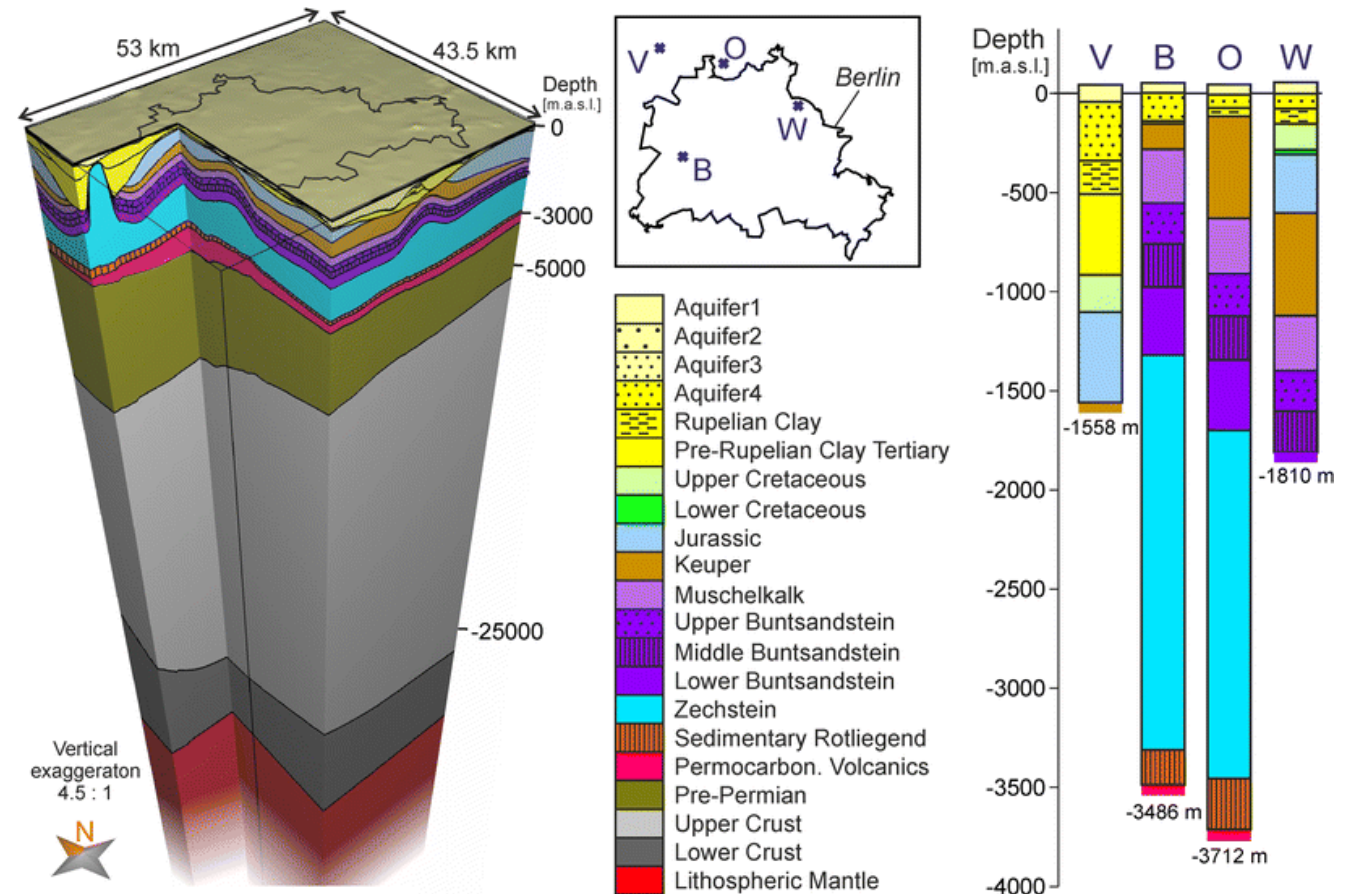 53 km
43.5 km
Depth
[m.a.s.l.]
0
-3000
-5000
-25000
Vertical
exaggeraton
4.5 : 1
N
V
O
Berlin
W
B
Aquifer1
Aquifer2
Aquifer3
Aquifer4
Rupelian Clay
Pre-Rupelian Clay Tertiary
Upper Cretaceous
Lower Cretaceous
Jurassic
Keuper
Muschelkalk
Upper Buntsandstein
Middle Buntsandstein
Lower Buntsandstein
Zechstein
Sedimentary Rotliegend
Permocarbon. Volcanics
Pre-Permian
Upper Crust
Lower Crust
Lithospheric Mantle
Depth
[m.a.s.l.]
V B O W
0
-500
-1000
-1500
-2000
-2500
-3000
-3500
-4000
-1558 m
-1810 m
-3486 m
-3712 m